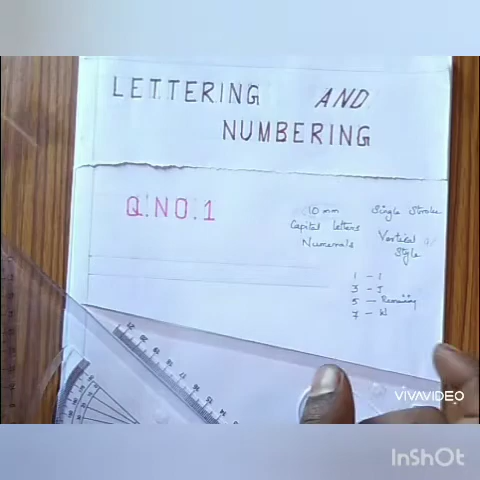 LETTERING AND
NUMBERING
Q.NO.1
10 mm
Capital letters
Numerals
Single Stroke
Vertical
Style
1 - I
3 - J
5 - Remaining
7 - W
VIVAVIDEO
InShOt